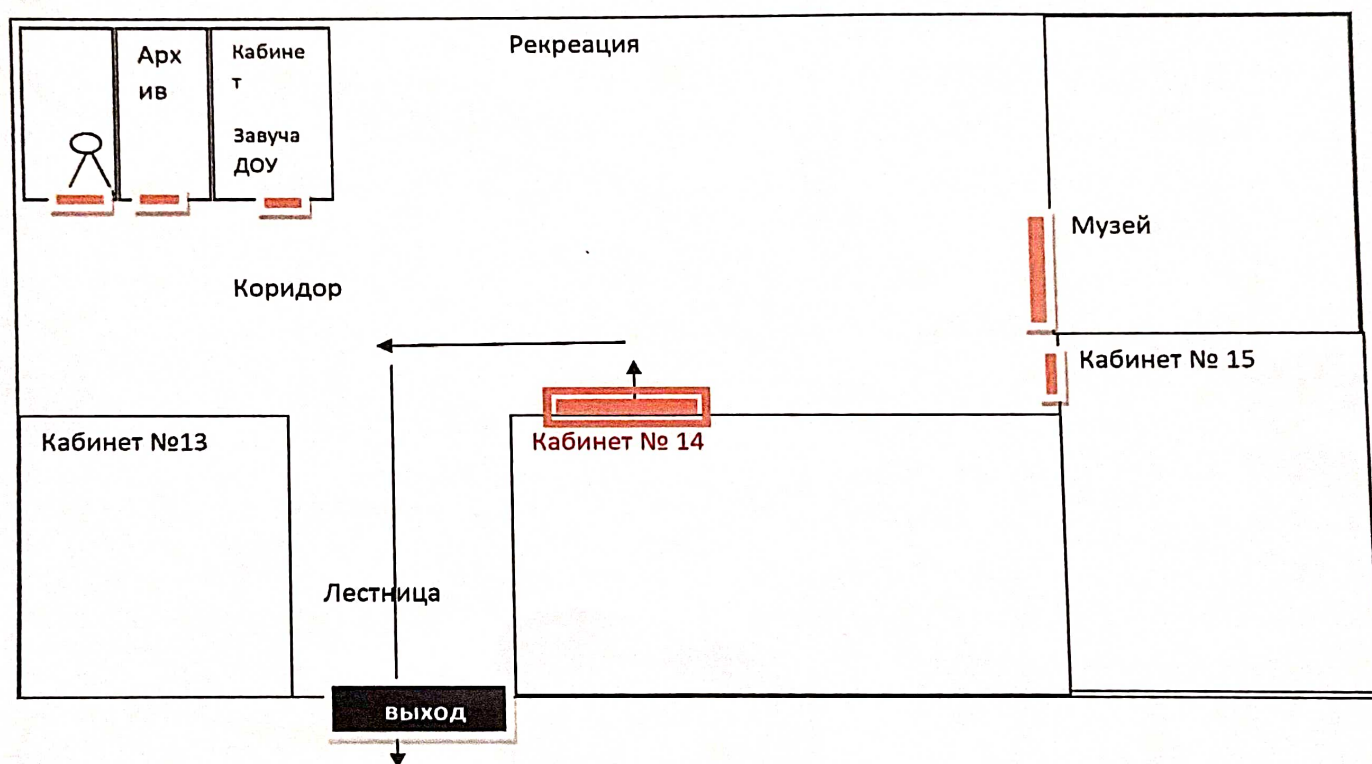 Рекреация
Арх
ив
Кабине
т
Завуча
ДОУ
Музей
Коридор
Кабинет № 15
Кабинет №13
Кабинет № 14
Лестница
выход